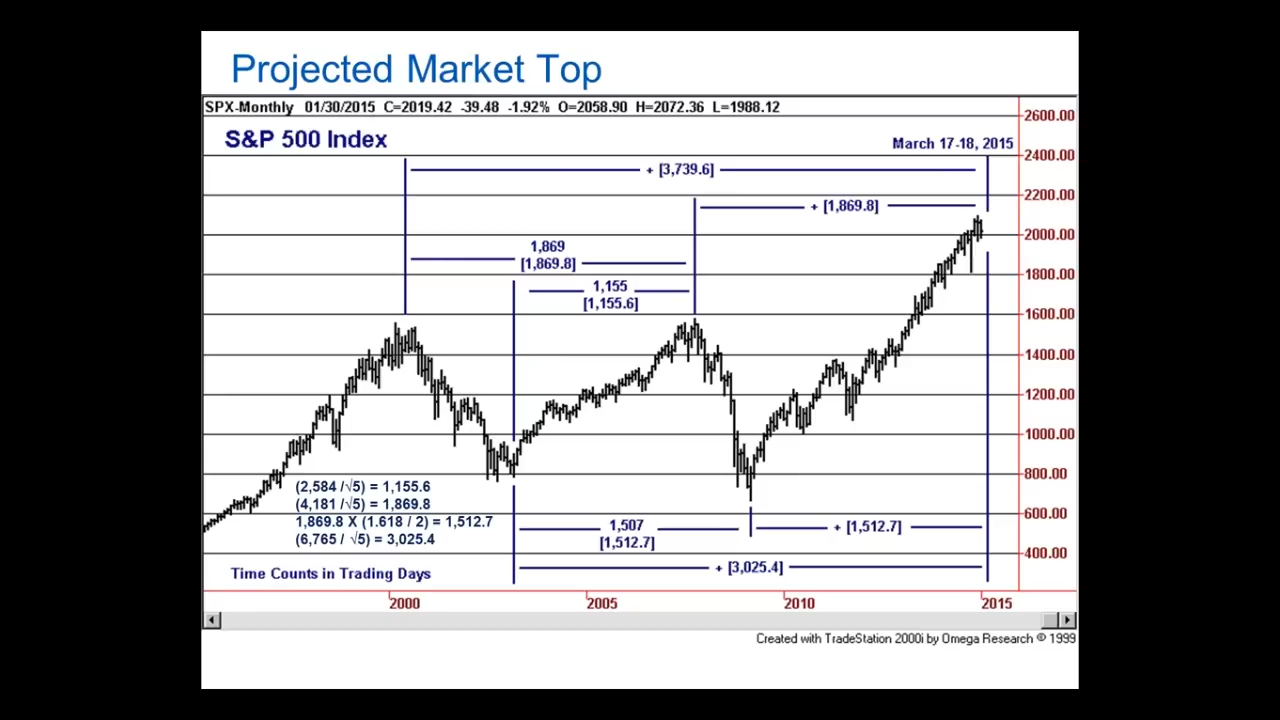 Projected Market Top
SPX-Monthly 01/30/2015 C=2019.42 -39.48 -1.92% O=2058.90 H=2072.36 L=1988.12
2600.00
S&P 500 Index
March 17-18, 2015
2400.00
+ [3,739.6]
2200.00
+ [1,869.8]
2000.00
1,869
[1,869.8]
1800.00
1,155
[1,155.6]
1600.00
1400.00
1200.00
1000.00
800.00
(2,584 /√5) = 1,155.6
(4,181 /√5) = 1,869.8
1,869.8 X (1.618 / 2) = 1,512.7
(6,765 / √5) = 3,025.4
600.00
1,507
[1,512.7]
+ [1,512.7]
400.00
+ [3,025.4]
Time Counts in Trading Days
2000 2005 2010 2015
Created with TradeStation 2000i by Omega Research © 1999